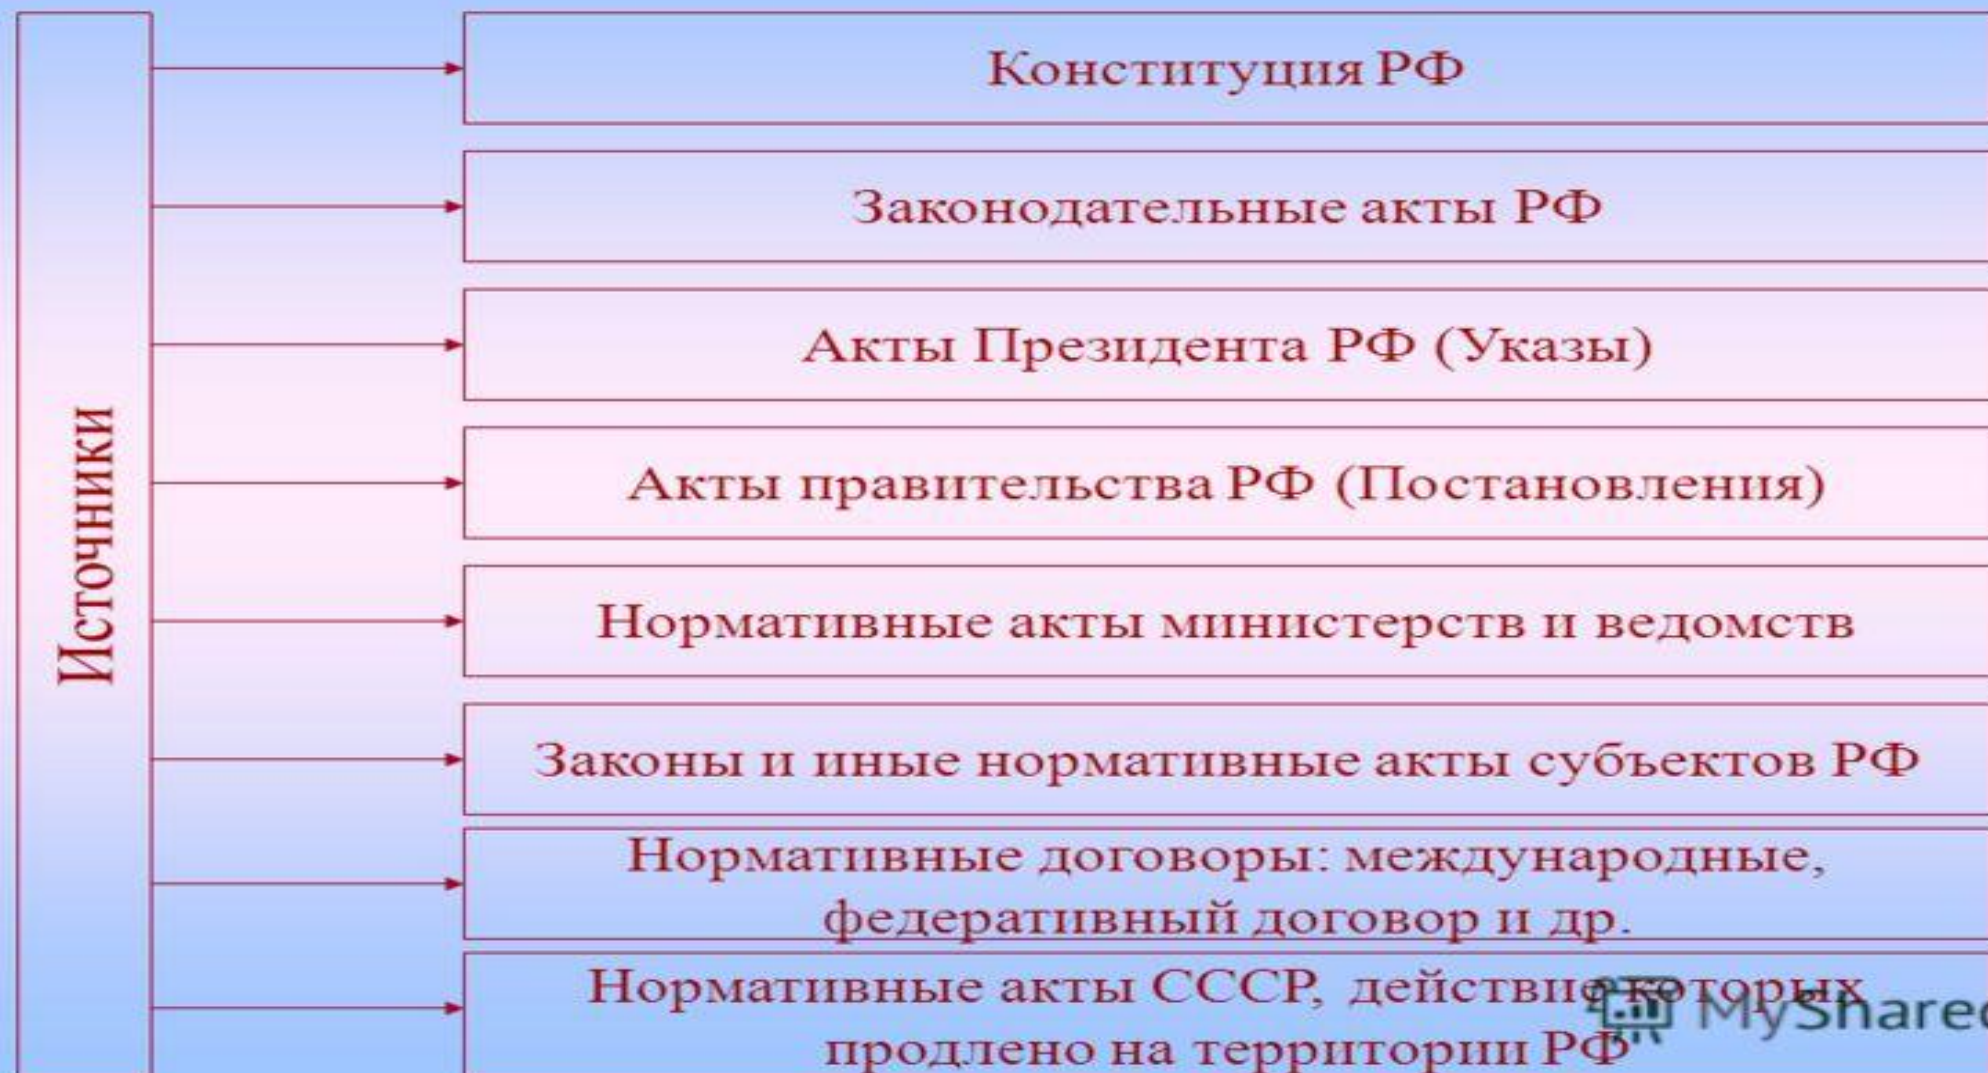 Источники
Конституция РФ
Законодательные акты РФ
Акты Президента РФ (Указы)
Акты правительства РФ (Постановления)
Нормативные акты министерств и ведомств
Законы и иные нормативные акты субъектов РФ
Нормативные договоры: международные,
федеративный договор и др.
Нормативные акты СССР, действие которых
продлено на территории РФ
MyShared